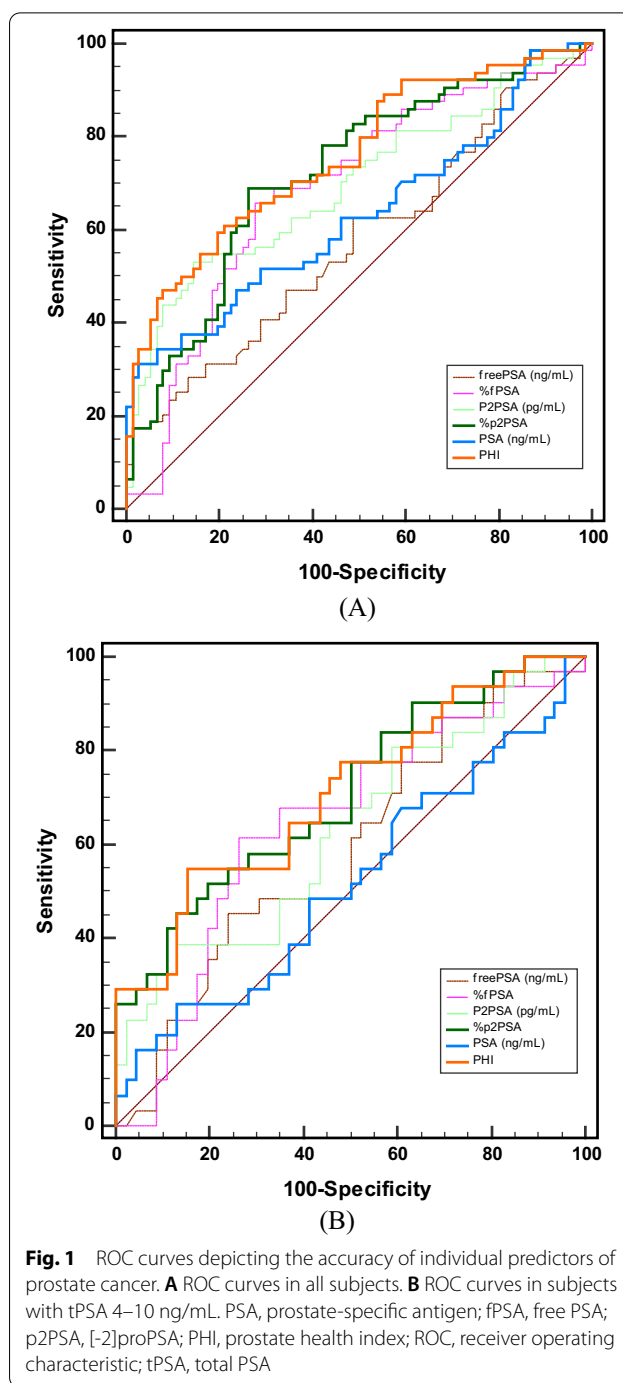 100
80
60
40
20
0
Sensitivity
freePSA (ng/mL)
%fPSA
P2PSA (pg/mL)
%p2PSA
PSA (ng/mL)
PHI
0 20 40 60 80 100
100-Specificity
(A)
100
80
60
40
20
0
Sensitivity
freePSA (ng/mL)
%fPSA
P2PSA (pg/mL)
%p2PSA
PSA (ng/mL)
PHI
0 20 40 60 80 100
100-Specificity
(B)
Fig. 1 ROC curves depicting the accuracy of individual predictors of
prostate cancer. A ROC curves in all subjects. B ROC curves in subjects
with tPSA 4–10 ng/mL. PSA, prostate-specific antigen; fPSA, free PSA;
p2PSA, [-2]proPSA; PHI, prostate health index; ROC, receiver operating
characteristic; tPSA, total PSA